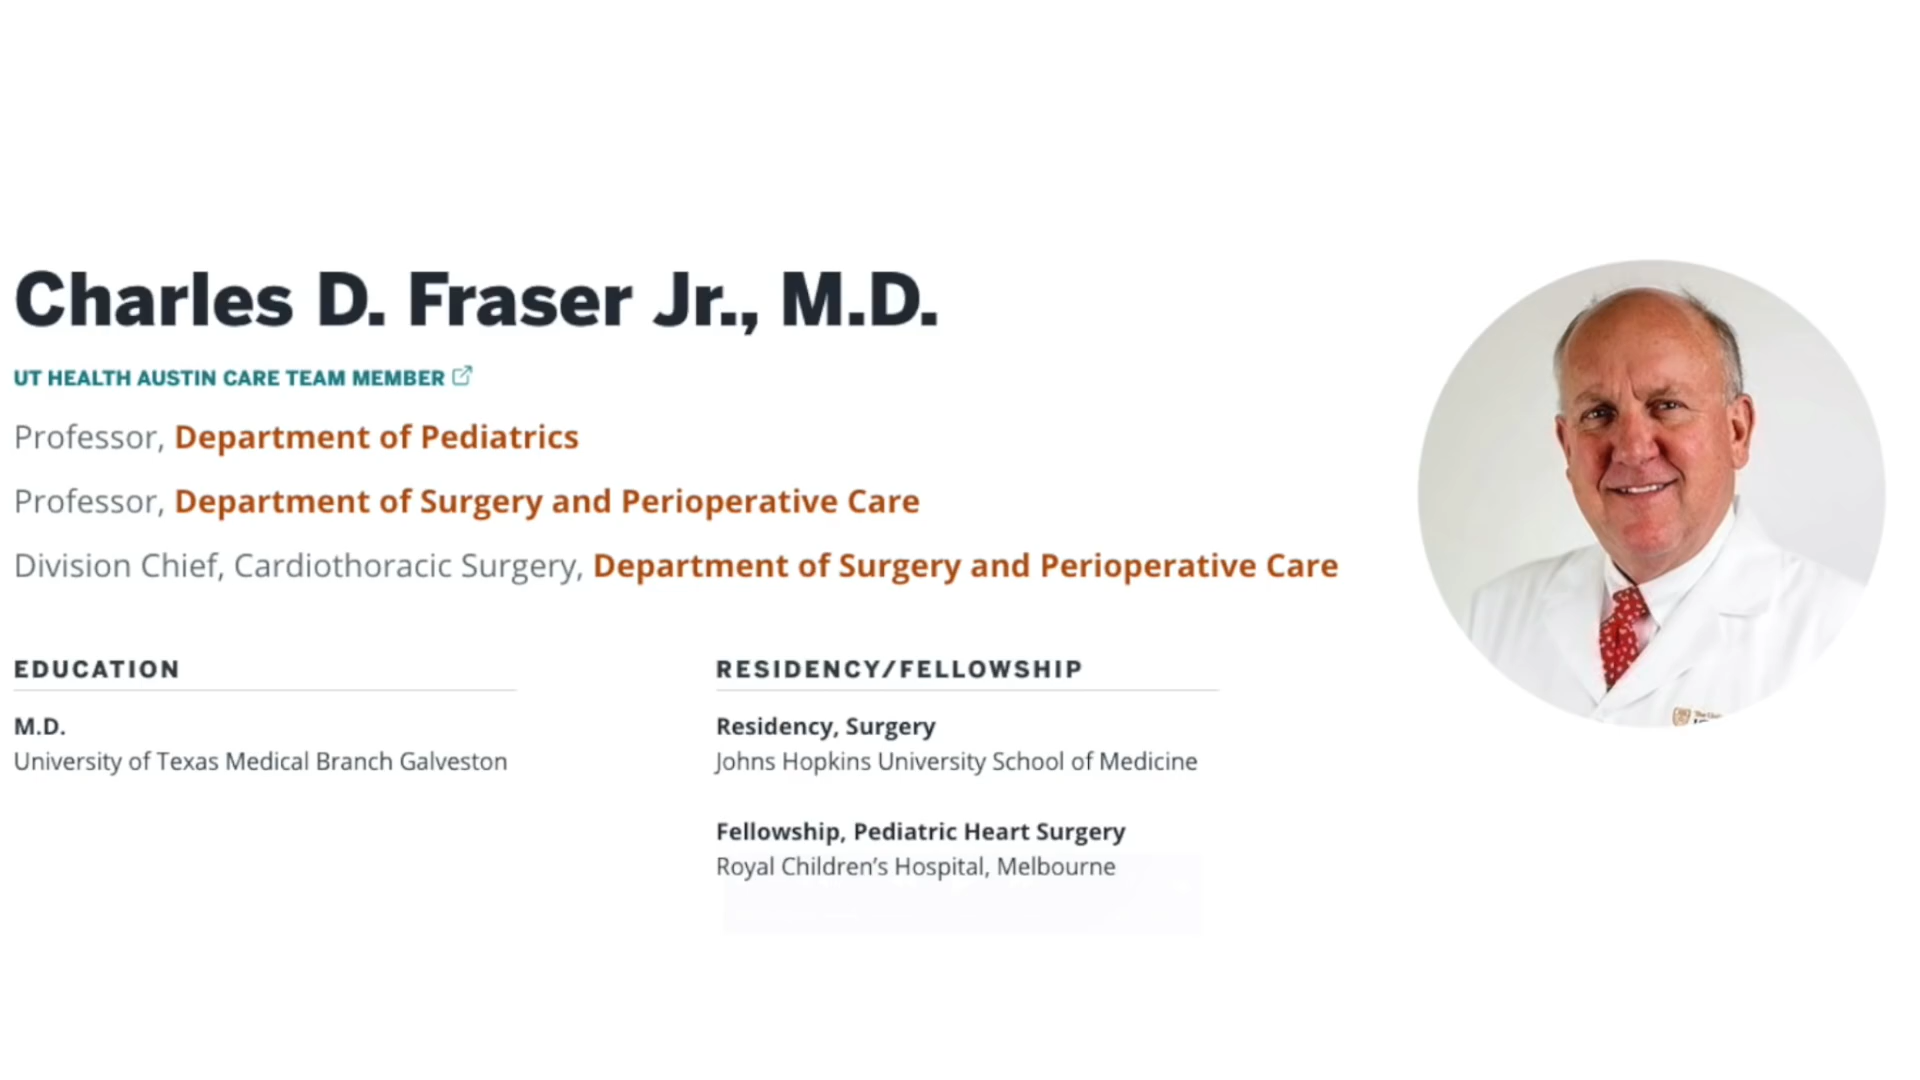 Charles D. Fraser Jr., M.D.
UT HEALTH AUSTIN CARE TEAM MEMBER
Professor, Department of Pediatrics
Professor, Department of Surgery and Perioperative Care
Division Chief, Cardiothoracic Surgery, Department of Surgery and Perioperative Care
EDUCATION
M.D.
University of Texas Medical Branch Galveston
RESIDENCY/FELLOWSHIP
Residency, Surgery
Johns Hopkins University School of Medicine
Fellowship, Pediatric Heart Surgery
Royal Children’s Hospital, Melbourne